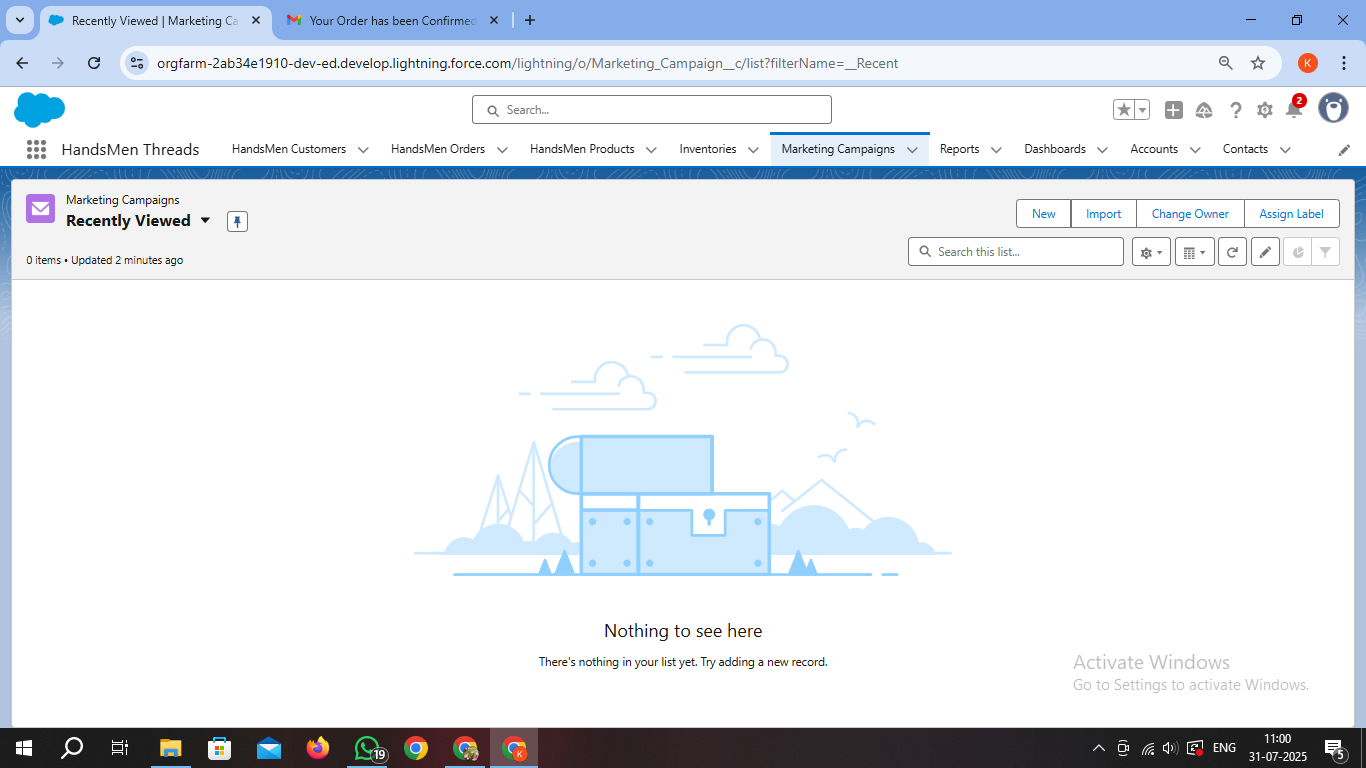 Recently Viewed | Marketing Ca
Your Order has been Confirmed
orgfarm-2ab34e1910-dev-ed.develop.lightning.force.com/lightning/o/Marketing_Campaign__c/list?filterName=__Recent
K
Search...
2
HandsMen Threads
HandsMen Customers
HandsMen Orders
HandsMen Products
Inventories
Marketing Campaigns
Reports
Dashboards
Accounts
Contacts
Marketing Campaigns
Recently Viewed
New
Import
Change Owner
Assign Label
0 items • Updated 2 minutes ago
Search this list...
Nothing to see here
There's nothing in your list yet. Try adding a new record.
Activate Windows
Go to Settings to activate Windows.
19
K
ENG
11:00
31-07-2025
5